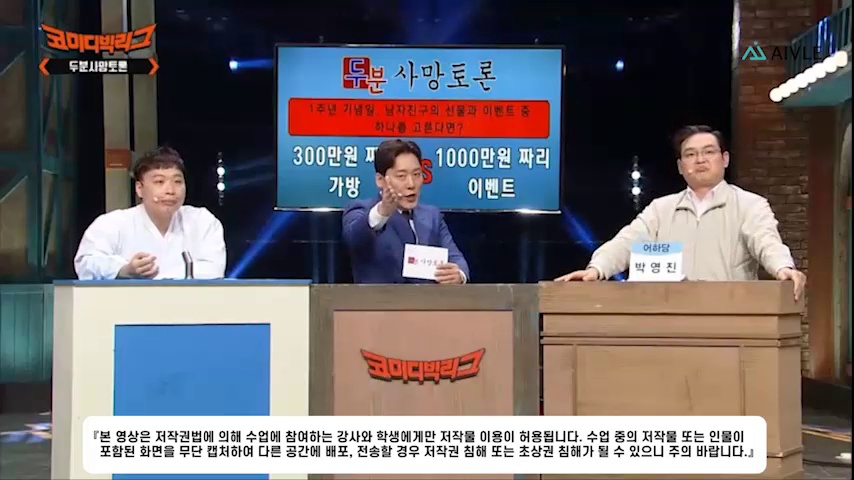 코미디빅리그
두분사망토론
AIVLE
두분 사망토론
1주년 기념일, 남자친구의 선물과 이벤트 중
하나를 고른다면?
300만원 짜
VS
1000만원 짜리
가방
이벤트
어하당
박영진
두분 사망토론
코미디빅리그
『본 영상은 저작권법에 의해 수업에 참여하는 강사와 학생에게만 저작물 이용이 허용됩니다. 수업 중의 저작물 또는 인물이
포함된 화면을 무단 캡처하여 다른 공간에 배포, 전송할 경우 저작권 침해 또는 초상권 침해가 될 수 있으니 주의 바랍니다.』